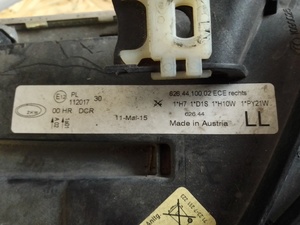 PL
112017 30
00 HR DCR
11-Mai-15
626.44.100.02 ECE rechts
1*H7 1*D1S 1*H10W 1*PY21W
626.44
Made in Austria
LL